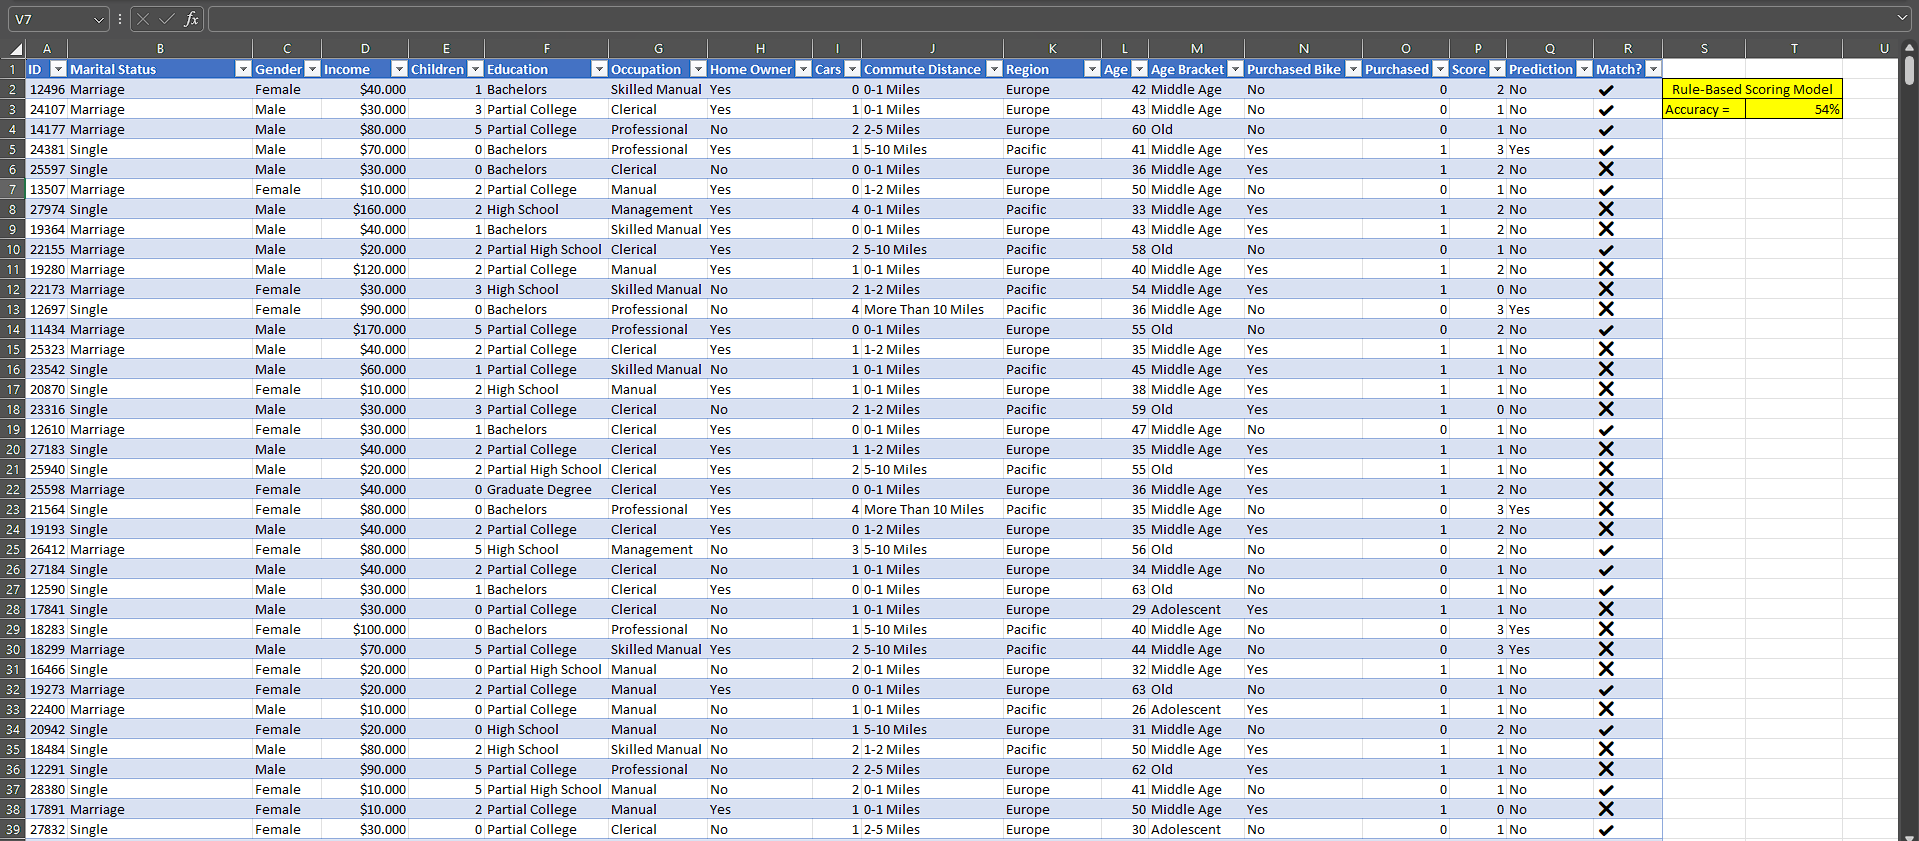 V7 fx
A B C D E F G H I J K L M N O P Q R S T U
1 ID Marital Status Gender Income Children Education Occupation Home Owner Cars Commute Distance Region Age Age Bracket Purchased Bike Purchased Score Prediction Match?
2 12496 Marriage Female $40.000 1 Bachelors Skilled Manual Yes 0 0-1 Miles Europe 42 Middle Age No 0 2 No ✔ Rule-Based Scoring Model
3 24107 Marriage Male $30.000 3 Partial College Clerical Yes 1 0-1 Miles Europe 43 Middle Age No 0 1 No ✔ Accuracy = 54%
4 14177 Marriage Male $80.000 5 Partial College Professional No 2 2-5 Miles Europe 60 Old No 0 1 No ✔
5 24381 Single Male $70.000 0 Bachelors Professional Yes 1 5-10 Miles Pacific 41 Middle Age Yes 1 3 Yes ✔
6 25597 Single Male $30.000 0 Bachelors Clerical No 0 0-1 Miles Europe 36 Middle Age Yes 1 2 No ✖
7 13507 Marriage Female $10.000 2 Partial College Manual Yes 0 1-2 Miles Europe 50 Middle Age No 0 1 No ✔
8 27974 Single Male $160.000 2 High School Management Yes 4 0-1 Miles Pacific 33 Middle Age Yes 1 2 No ✖
9 19364 Marriage Male $40.000 1 Bachelors Skilled Manual Yes 0 0-1 Miles Europe 43 Middle Age Yes 1 2 No ✖
10 22155 Marriage Male $20.000 2 Partial High School Clerical Yes 2 5-10 Miles Pacific 58 Old No 0 1 No ✔
11 19280 Marriage Male $120.000 2 Partial College Manual Yes 1 0-1 Miles Europe 40 Middle Age Yes 1 2 No ✖
12 22173 Marriage Female $30.000 3 High School Skilled Manual No 2 1-2 Miles Pacific 54 Middle Age Yes 1 0 No ✖
13 12697 Single Female $90.000 0 Bachelors Professional No 4 More Than 10 Miles Pacific 36 Middle Age No 0 3 Yes ✖
14 11434 Marriage Male $170.000 5 Partial College Professional Yes 0 0-1 Miles Europe 55 Old No 0 2 No ✔
15 25323 Marriage Male $40.000 2 Partial College Clerical Yes 1 1-2 Miles Europe 35 Middle Age Yes 1 1 No ✖
16 23542 Single Male $60.000 1 Partial College Skilled Manual No 1 0-1 Miles Pacific 45 Middle Age Yes 1 1 No ✖
17 20870 Single Female $10.000 2 High School Manual Yes 1 0-1 Miles Europe 38 Middle Age Yes 1 1 No ✖
18 23316 Single Male $30.000 3 Partial College Clerical No 2 1-2 Miles Pacific 59 Old Yes 1 0 No ✖
19 12610 Marriage Female $30.000 1 Bachelors Clerical Yes 0 0-1 Miles Europe 47 Middle Age No 0 1 No ✔
20 27183 Single Male $40.000 2 Partial College Clerical Yes 1 1-2 Miles Europe 35 Middle Age Yes 1 1 No ✖
21 25940 Single Male $20.000 2 Partial High School Clerical Yes 2 5-10 Miles Pacific 55 Old Yes 1 1 No ✖
22 25598 Marriage Female $40.000 0 Graduate Degree Clerical Yes 0 0-1 Miles Europe 36 Middle Age Yes 1 2 No ✖
23 21564 Single Female $80.000 0 Bachelors Professional Yes 4 More Than 10 Miles Pacific 35 Middle Age No 0 3 Yes ✖
24 19193 Single Male $40.000 2 Partial College Clerical Yes 0 1-2 Miles Europe 35 Middle Age Yes 1 2 No ✖
25 26412 Marriage Female $80.000 5 High School Management No 3 5-10 Miles Europe 56 Old No 0 2 No ✔
26 27184 Single Male $40.000 2 Partial College Clerical No 1 0-1 Miles Europe 34 Middle Age No 0 1 No ✔
27 12590 Single Male $30.000 1 Bachelors Clerical Yes 0 0-1 Miles Europe 63 Old No 0 1 No ✔
28 17841 Single Male $30.000 0 Partial College Clerical No 1 0-1 Miles Europe 29 Adolescent Yes 1 1 No ✖
29 18283 Single Female $100.000 0 Bachelors Professional No 1 5-10 Miles Pacific 40 Middle Age No 0 3 Yes ✖
30 18299 Marriage Male $70.000 5 Partial College Skilled Manual Yes 2 5-10 Miles Pacific 44 Middle Age No 0 3 Yes ✖
31 16466 Single Female $20.000 0 Partial High School Manual No 2 0-1 Miles Europe 32 Middle Age Yes 1 1 No ✖
32 19273 Marriage Female $20.000 2 Partial College Manual Yes 0 0-1 Miles Europe 63 Old No 0 1 No ✔
33 22400 Marriage Male $10.000 0 Partial College Manual No 1 0-1 Miles Pacific 26 Adolescent Yes 1 1 No ✖
34 20942 Single Female $20.000 0 High School Manual No 1 5-10 Miles Europe 31 Middle Age No 0 2 No ✔
35 18484 Single Male $80.000 2 High School Skilled Manual No 2 1-2 Miles Pacific 50 Middle Age Yes 1 1 No ✖
36 12291 Single Male $90.000 5 Partial College Professional No 2 2-5 Miles Europe 62 Old Yes 1 1 No ✖
37 28380 Single Female $10.000 5 Partial High School Manual No 2 0-1 Miles Europe 41 Middle Age No 0 1 No ✔
38 17891 Marriage Female $10.000 2 Partial College Manual Yes 1 0-1 Miles Europe 50 Middle Age Yes 1 0 No ✖
39 27832 Single Female $30.000 0 Partial College Clerical No 1 2-5 Miles Europe 30 Adolescent No 0 1 No ✔